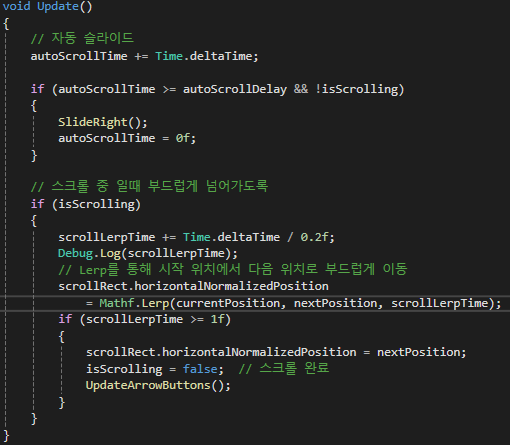 void Update()
{
// 자동 슬라이드
autoScrollTime += Time.deltaTime;
if (autoScrollTime >= autoScrollDelay && !isScrolling)
{
SlideRight();
autoScrollTime = 0f;
}
// 스크롤 중 일때 부드럽게 넘어가도록
if (isScrolling)
{
scrollLerpTime += Time.deltaTime / 0.2f;
Debug.Log(scrollLerpTime);
// Lerp를 통해 시작 위치에서 다음 위치로 부드럽게 이동
scrollRect.horizontalNormalizedPosition
= Mathf.Lerp(currentPosition, nextPosition, scrollLerpTime);
if (scrollLerpTime >= 1f)
{
scrollRect.horizontalNormalizedPosition = nextPosition;
isScrolling = false;  // 스크롤 완료
UpdateArrowButtons();
}
}
}